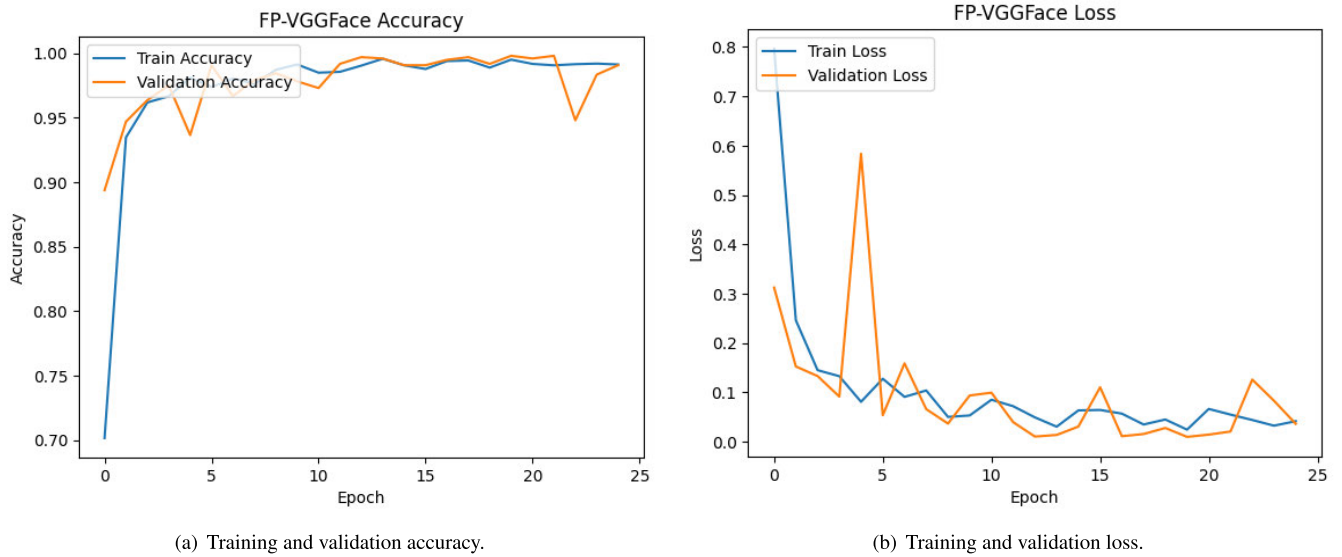 FP-VGGFace Accuracy
Train Accuracy
Validation Accuracy
Accuracy
1.00
0.95
0.90
0.85
0.80
0.75
0.70
0 5 10 15 20 25
Epoch
(a) Training and validation accuracy.
FP-VGGFace Loss
Train Loss
Validation Loss
Loss
0.8
0.7
0.6
0.5
0.4
0.3
0.2
0.1
0.0
0 5 10 15 20 25
Epoch
(b) Training and validation loss.